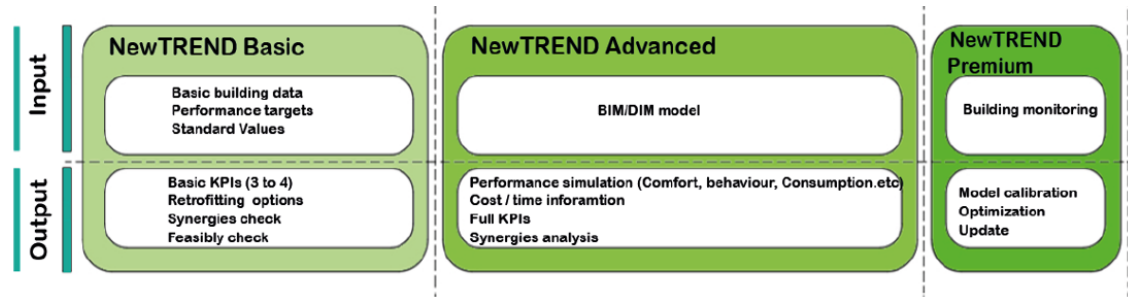 NewTREND Basic
NewTREND Advanced
NewTREND
Premium
Input
Basic building data
Performance targets
Standard Values
BIM/DIM model
Building monitoring
Output
Basic KPIs (3 to 4)
Retrofitting options
Synergies check
Feasibly check
Performance simulation (Comfort, behaviour, Consumption.etc)
Cost / time inforamtion
Full KPIs
Synergies analysis
Model calibration
Optimization
Update